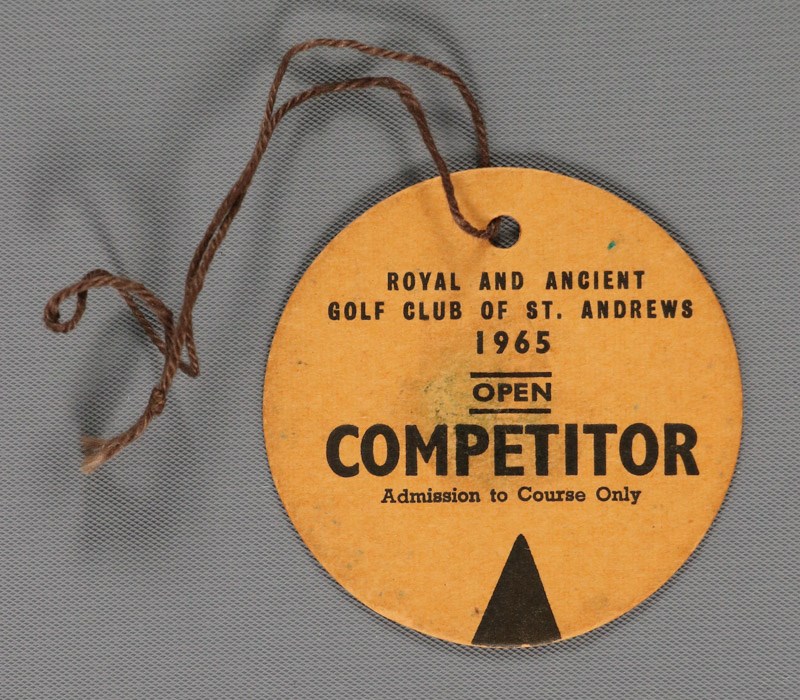 ROYAL AND ANCIENT
GOLF CLUB OF ST. ANDREWS
1965
OPEN
COMPETITOR
Admission to Course Only